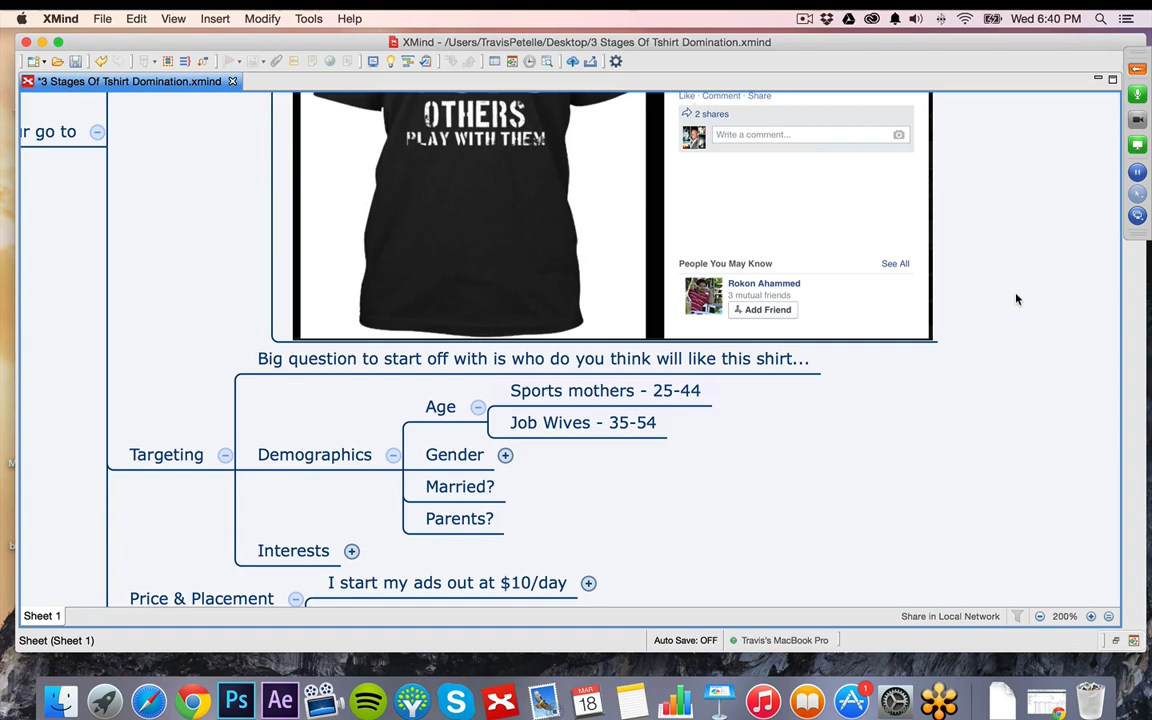 XMind File Edit View Insert Modify Tools Help Wed 6:40 PM
XMind - /Users/TravisPetelle/Desktop/3 Stages Of Tshirt Domination.xmind
*3 Stages Of Tshirt Domination.xmind
r go to
OTHERS
PLAY WITH THEM
Like · Comment · Share
2 shares
Write a comment...
People You May Know See All
Rokon Ahammed
3 mutual friends
Add Friend
Big question to start off with is who do you think will like this shirt...
Sports mothers - 25-44
Age
Job Wives - 35-54
Targeting Demographics Gender
Married?
Parents?
Interests
I start my ads out at $10/day
Price & Placement
Sheet 1 Share in Local Network 200%
Sheet (Sheet 1) Auto Save: OFF Travis's MacBook Pro
Ps Ae MAR 18 1